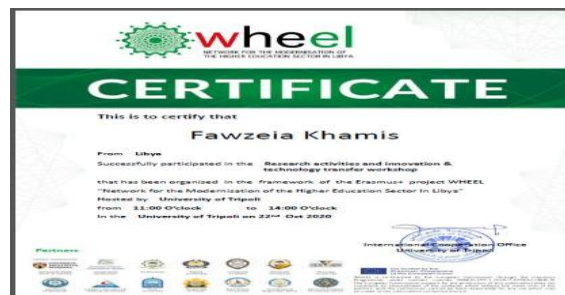 wheel
NETWORK FOR THE MODERNISATION OF
THE HIGHER EDUCATION SECTOR IN LIBYA
CERTIFICATE
This is to certify that
Fawzeia Khamis
From Libya
Successfully participated in the Research activities and innovation &
technology transfer workshop
that has been organized in the framework of the Erasmus+ project WHEEL
"Network for the Modernization of the Higher Education Sector In Libya"
Hosted by University of Tripoli
from 11:00 O'clock to 14:00 O'clock
In the University of Tripoli on 22nd Oct 2020
International Cooperation Office
University of Tripoli
Partners